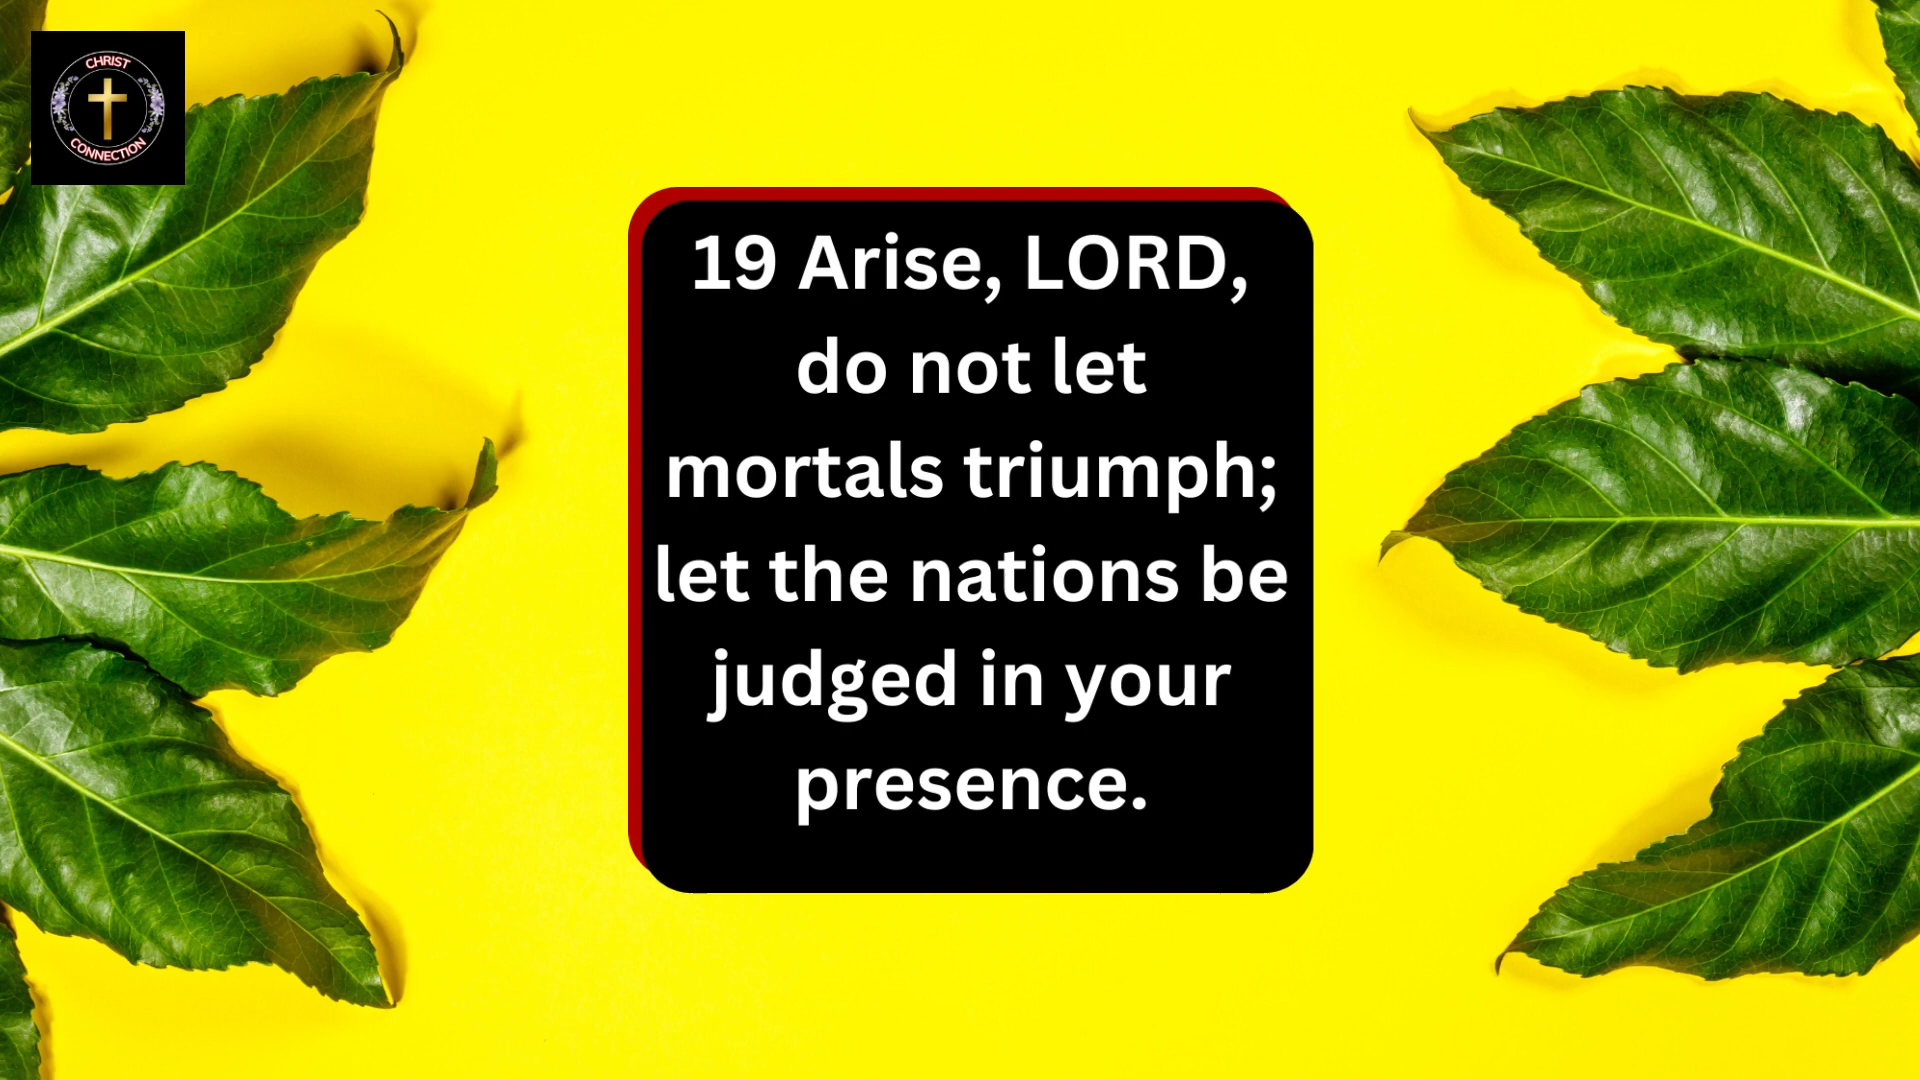 CHRIST
CONNECTION
19 Arise, LORD,
do not let
mortals triumph;
let the nations be
judged in your
presence.